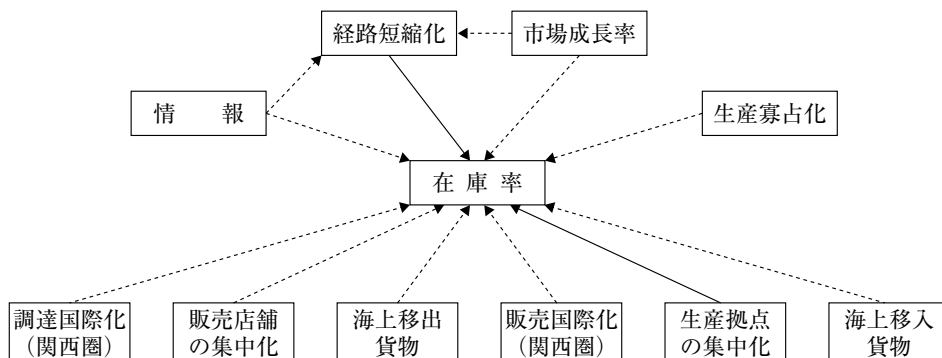 経路短縮化
市場成長率
情　　報
生産寡占化
在 庫 率
調達国際化
（関西圏）
販売店舗
の集中化
海上移出
貨物
販売国際化
（関西圏）
生産拠点
の集中化
海上移入
貨物